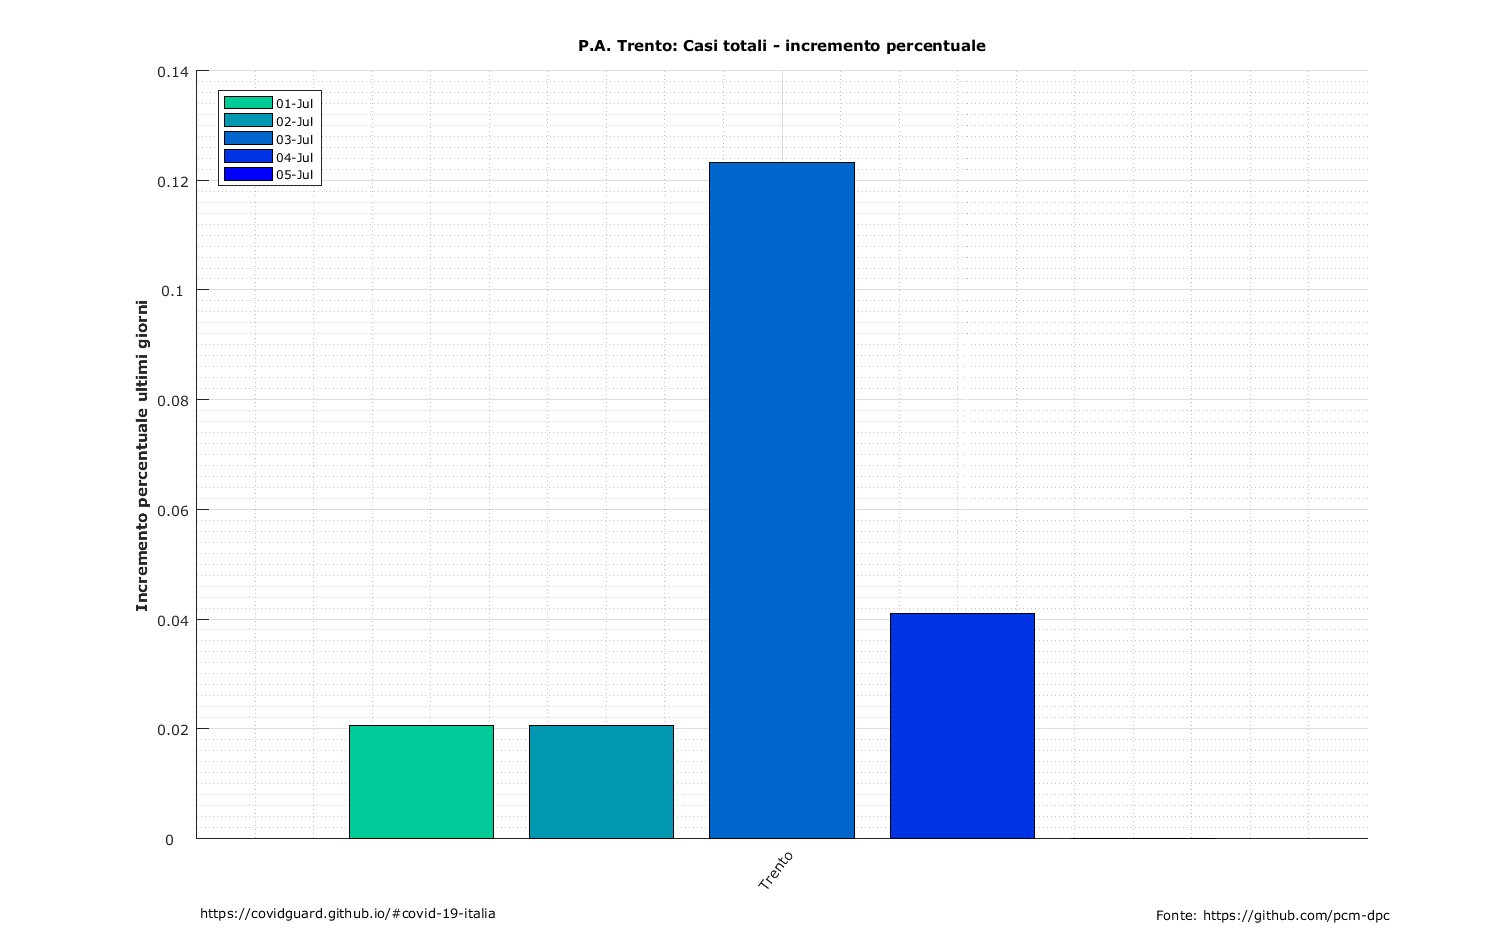 P.A. Trento: Casi totali - incremento percentuale
0.14
01-Jul
02-Jul
03-Jul
04-Jul
05-Jul
0.12
0.1
0.08
0.06
0.04
0.02
0
Incremento percentuale ultimi giorni
Trento
https://covidguard.github.io/#covid-19-italia
Fonte: https://github.com/pcm-dpc